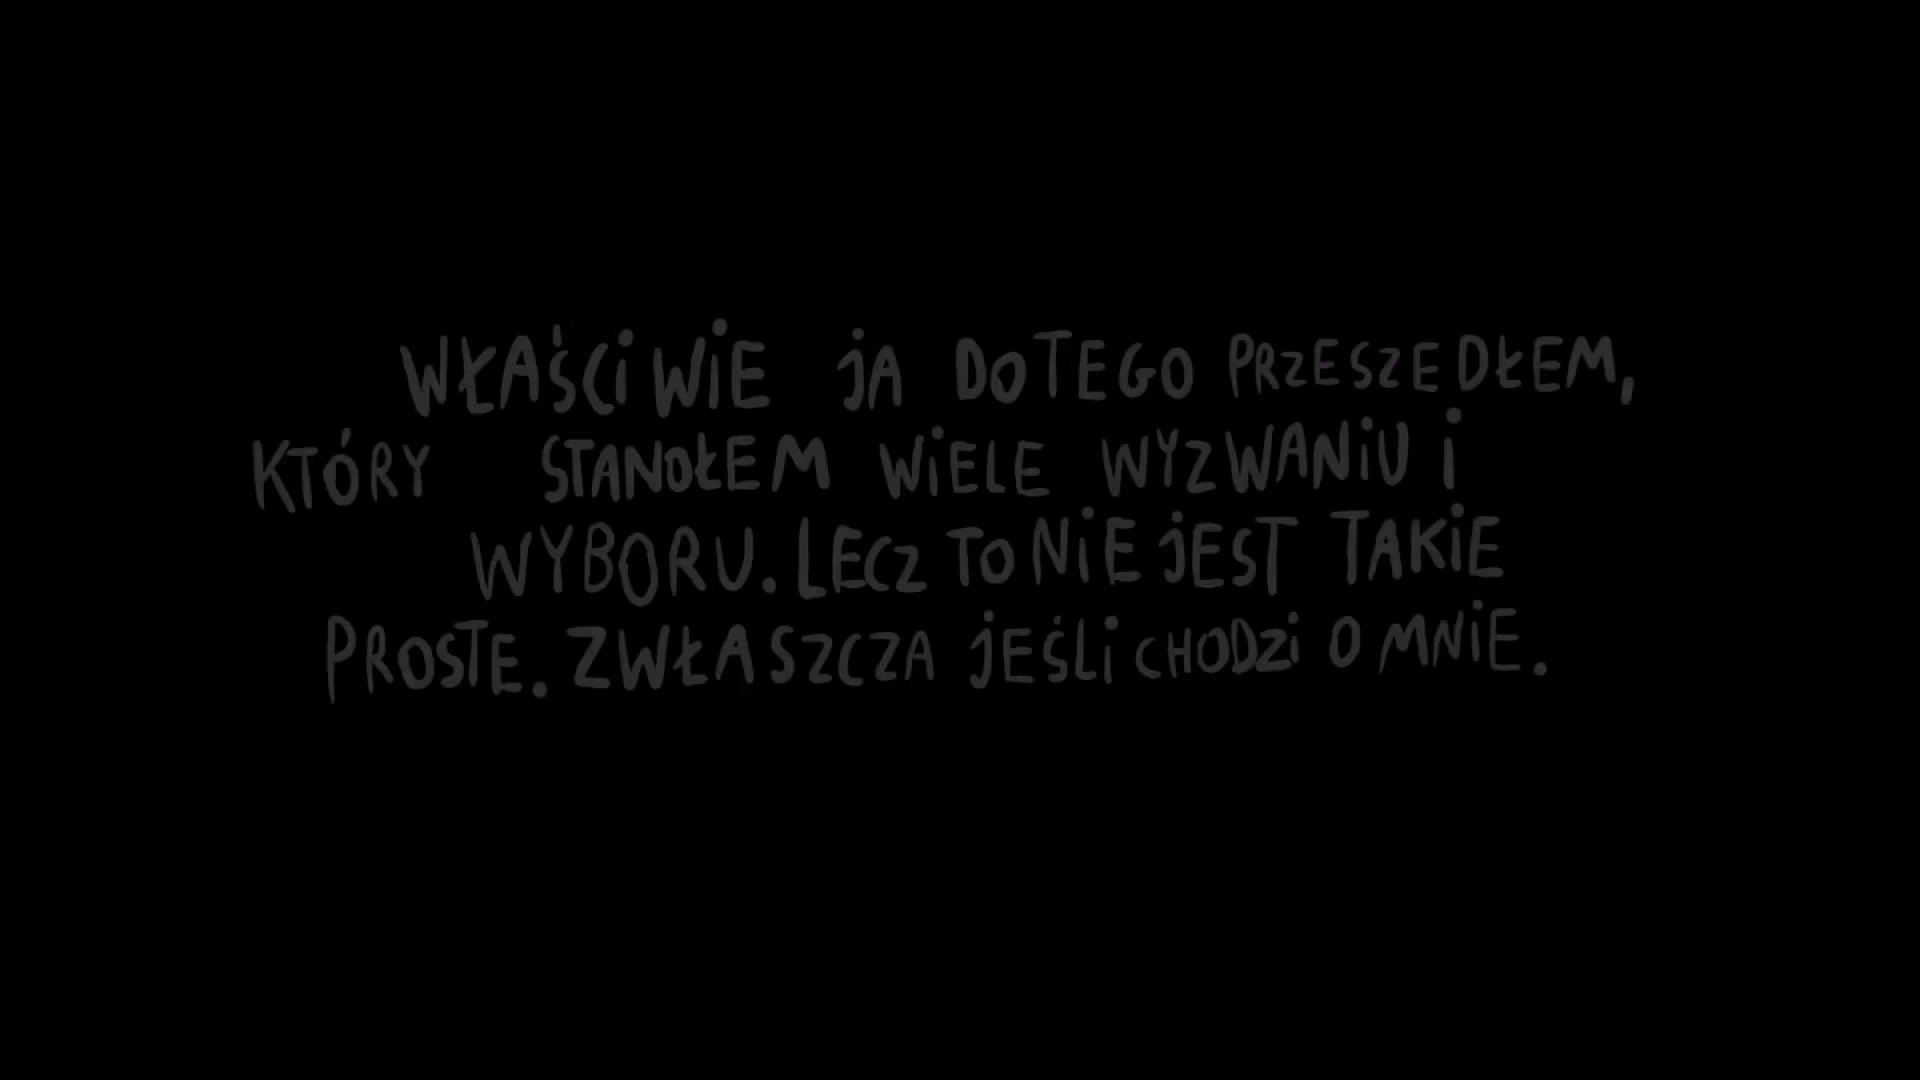 WŁAŚCIWIE JA DOTEGO PRZESZEDŁEM,
KTÓRY STANOŁEM WIELE WYZWANIU I
WYBORU. LECZ TO NIE JEST TAKIE
PROSTE. ZWŁASZCZA JEŚLI CHODZI O MNIE.